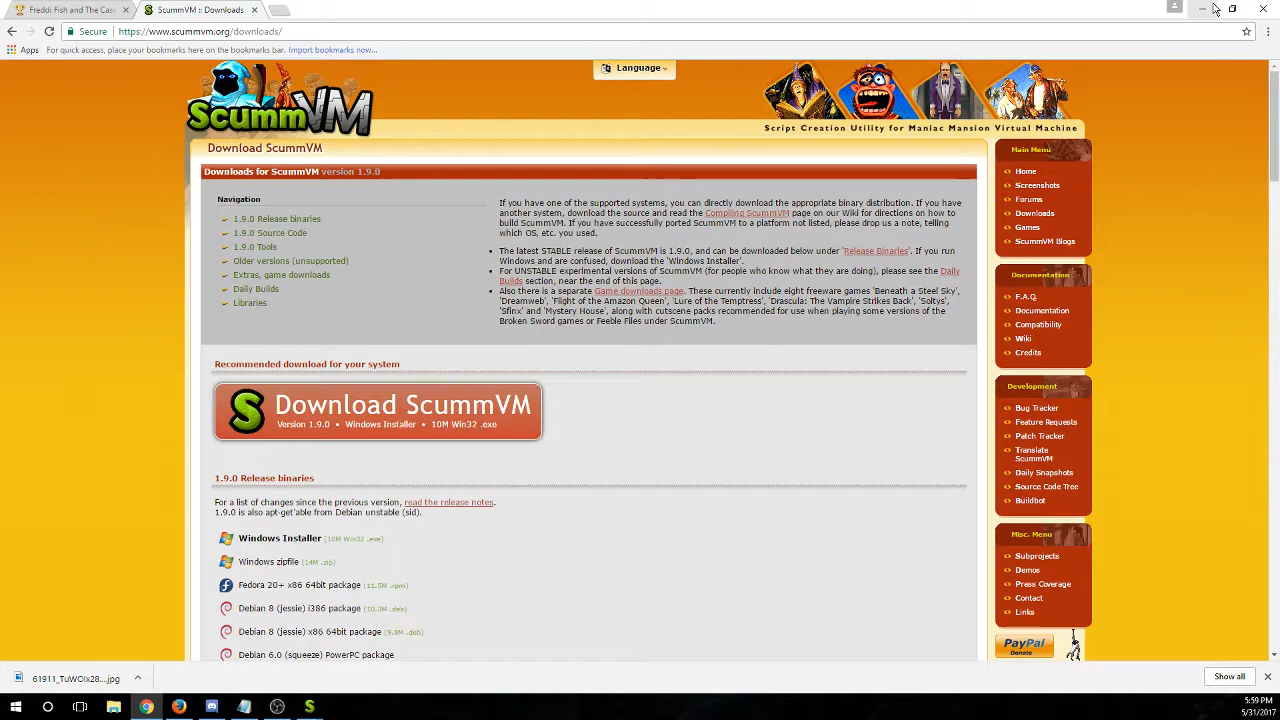 Freddi Fish and The Case
ScummVM :: Downloads
Secure
https://www.scummvm.org/downloads/
Apps
For quick access, place your bookmarks here on the bookmarks bar. Import bookmarks now...
ScummVM
Language
Script Creation Utility for Maniac Mansion Virtual Machine
Download ScummVM
Downloads for ScummVM version 1.9.0
Navigation
1.9.0 Release binaries
1.9.0 Source Code
1.9.0 Tools
Older versions (unsupported)
Extras, game downloads
Daily Builds
Libraries
If you have one of the supported systems, you can directly download the appropriate binary distribution. If you have
another system, download the source and read the Compiling ScummVM page on our Wiki for directions on how to
build ScummVM. If you have successfully ported ScummVM to a platform not listed, please drop us a note, telling
which OS, etc. you used.
The latest STABLE release of ScummVM is 1.9.0, and can be downloaded below under 'Release Binaries'. If you run
Windows and are confused, download the 'Windows Installer'.
For UNSTABLE experimental versions of ScummVM (for people who know what they are doing), please see the Daily
Builds section, near the end of this page.
Also there is a separate Game downloads page. These currently include eight freeware games 'Beneath a Steel Sky',
'Dreamweb', 'Flight of the Amazon Queen', 'Lure of the Temptress', 'Dracula: The Vampire Strikes Back', 'Soltys',
'Sfinx' and 'Mystery House', along with cutscene packs recommended for use when playing some versions of the
Broken Sword games or Feeble Files under ScummVM.
Recommended download for your system
Download ScummVM
Version 1.9.0 • Windows Installer • 10M Win32 .exe
1.9.0 Release binaries
For a list of changes since the previous version, read the release notes.
1.9.0 is also apt-get'able from Debian unstable (sid).
Windows Installer (10M Win32 .exe)
Windows zipfile (14M .zip)
Fedora 20+ x86 64bit package (11.5M .rpm)
Debian 8 (jessie) i386 package (10.3M .deb)
Debian 8 (jessie) x86 64bit package (9.8M .deb)
Debian 6.0 (squeeze) PowerPC package
Main Menu
Home
Screenshots
Forums
Downloads
Games
ScummVM Blogs
Documentation
F.A.Q.
Documentation
Compatibility
Wiki
Credits
Development
Bug Tracker
Feature Requests
Patch Tracker
Translate
ScummVM
Daily Snapshots
Source Code Tree
Buildbot
Misc. Menu
Subprojects
Demos
Press Coverage
Contact
Links
PayPal
Donate
61911_TuWOIx28....jpg
Show all
5:59 PM
5/31/2017